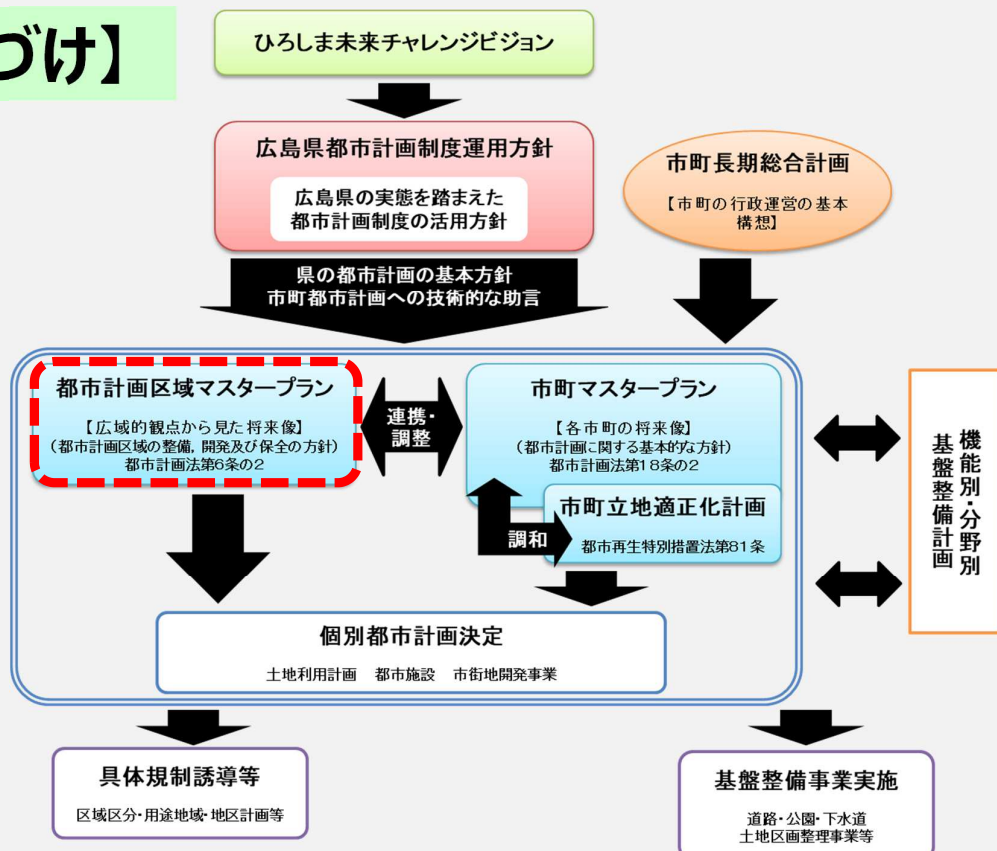 づけ】
ひろしま未来チャレンジビジョン
広島県都市計画制度運用方針
広島県の実態を踏まえた
都市計画制度の活用方針
市町長期総合計画
【市町の行政運営の基本
構想】
県の都市計画の基本方針
市町都市計画への技術的な助言
都市計画区域マスタープラン
【広域的観点から見た将来像】
(都市計画区域の整備,開発及び保全の方針)
都市計画法第6条の2
連携・
調整
市町マスタープラン
【各市町の将来像】
(都市計画に関する基本的な方針)
都市計画法第18条の2
市町立地適正化計画
都市再生特別措置法第81条
調和
機能別・分野別
基盤整備計画
個別都市計画決定
土地利用計画 都市施設 市街地開発事業
具体規制誘導等
区域区分・用途地域・地区計画等
基盤整備事業実施
道路・公園・下水道
土地区画整理事業等